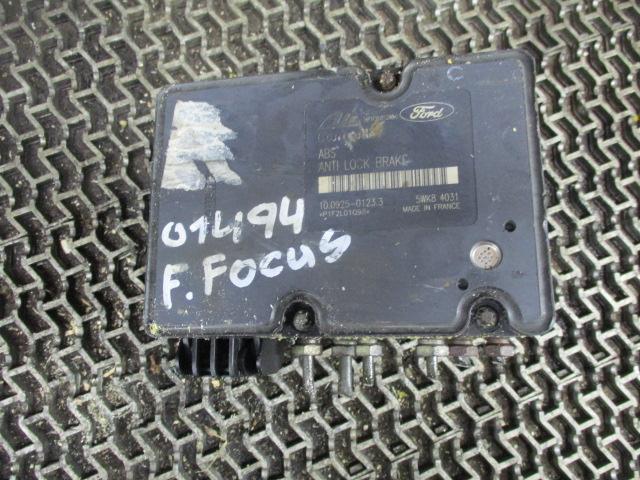 C
Ford
ABS
ANTI LOCK BRAKE
10.0925-0123.3 5WK8 4031
MADE IN FRANCE
01494
F. Focus